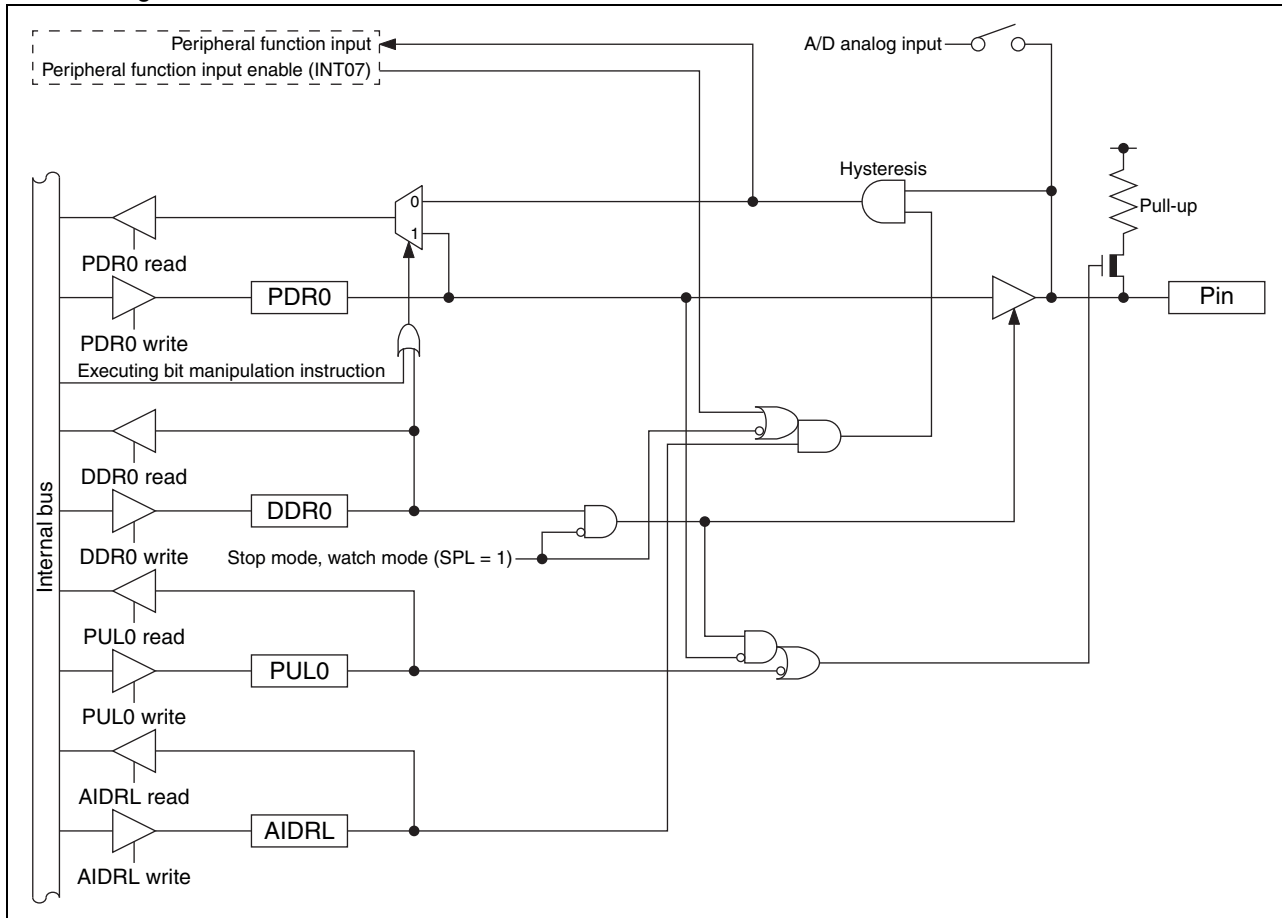 Peripheral function input
A/D analog input
Peripheral function input enable (INT07)
Hysteresis
0
Pull-up
1
PDR0 read
PDR0
Pin
PDR0 write
Executing bit manipulation instruction
DDR0 read
DDR0
Stop mode, watch mode (SPL = 1)
DDR0 write
Internal bus
PUL0 read
PUL0
PUL0 write
AIDRL read
AIDRL
AIDRL write